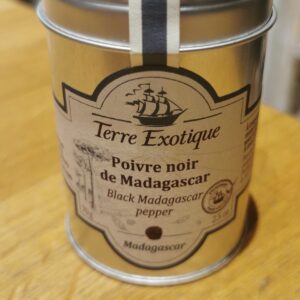 Terre Exotique
Poivre noir
de Madagascar
Black Madagascar
pepper
Madagascar